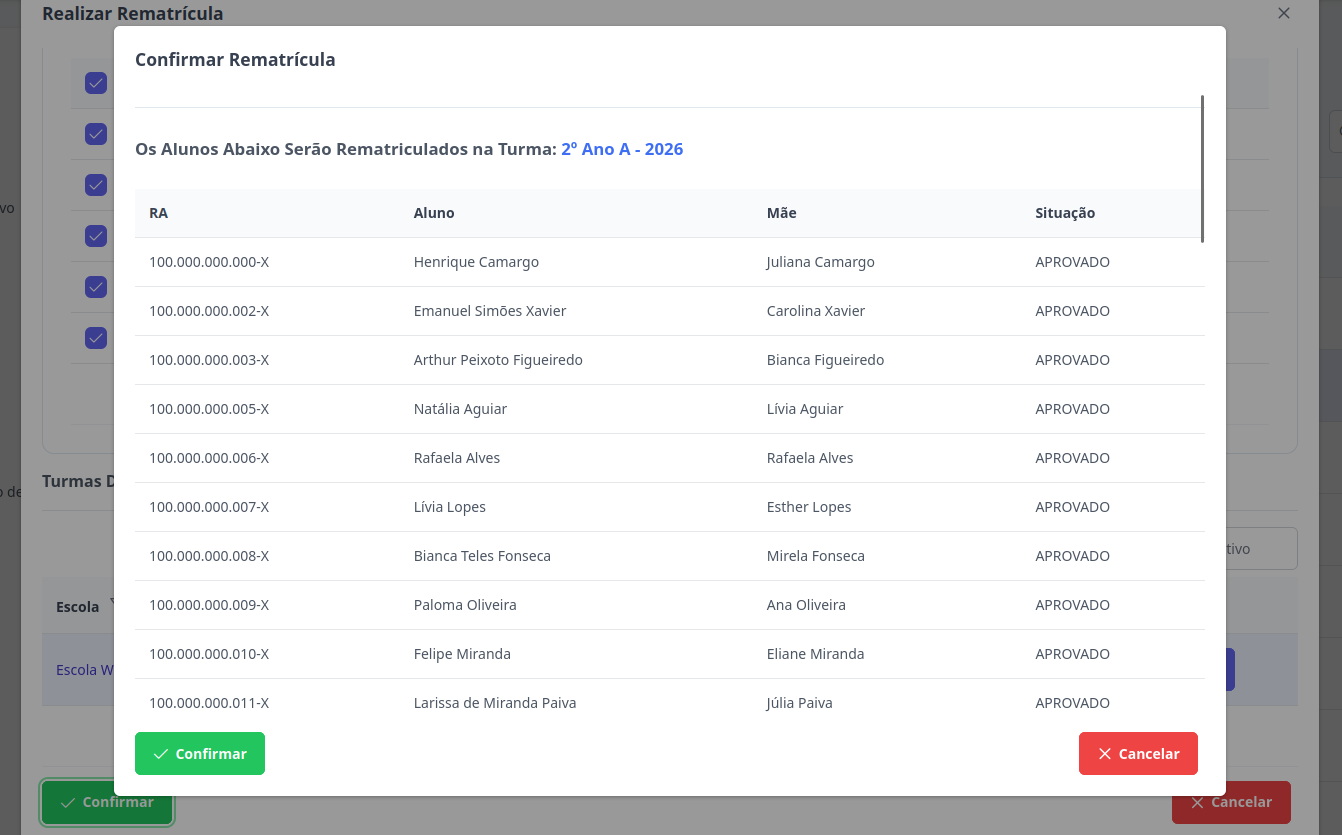 Realizar Rematrícula
Confirmar Rematrícula
Os Alunos Abaixo Serão Rematriculados na Turma: 2º Ano A - 2026
RA Aluno Mãe Situação
100.000.000.000-X Henrique Camargo Juliana Camargo APROVADO
100.000.000.002-X Emanuel Simões Xavier Carolina Xavier APROVADO
100.000.000.003-X Arthur Peixoto Figueiredo Bianca Figueiredo APROVADO
100.000.000.005-X Natália Aguiar Lívia Aguiar APROVADO
100.000.000.006-X Rafaela Alves Rafaela Alves APROVADO
100.000.000.007-X Lívia Lopes Esther Lopes APROVADO
100.000.000.008-X Bianca Teles Fonseca Mirela Fonseca APROVADO
100.000.000.009-X Paloma Oliveira Ana Oliveira APROVADO
100.000.000.010-X Felipe Miranda Eliane Miranda APROVADO
100.000.000.011-X Larissa de Miranda Paiva Júlia Paiva APROVADO
Confirmar Cancelar
vo
o de
Turmas D
tivo
Escola
Escola W
Confirmar Cancelar